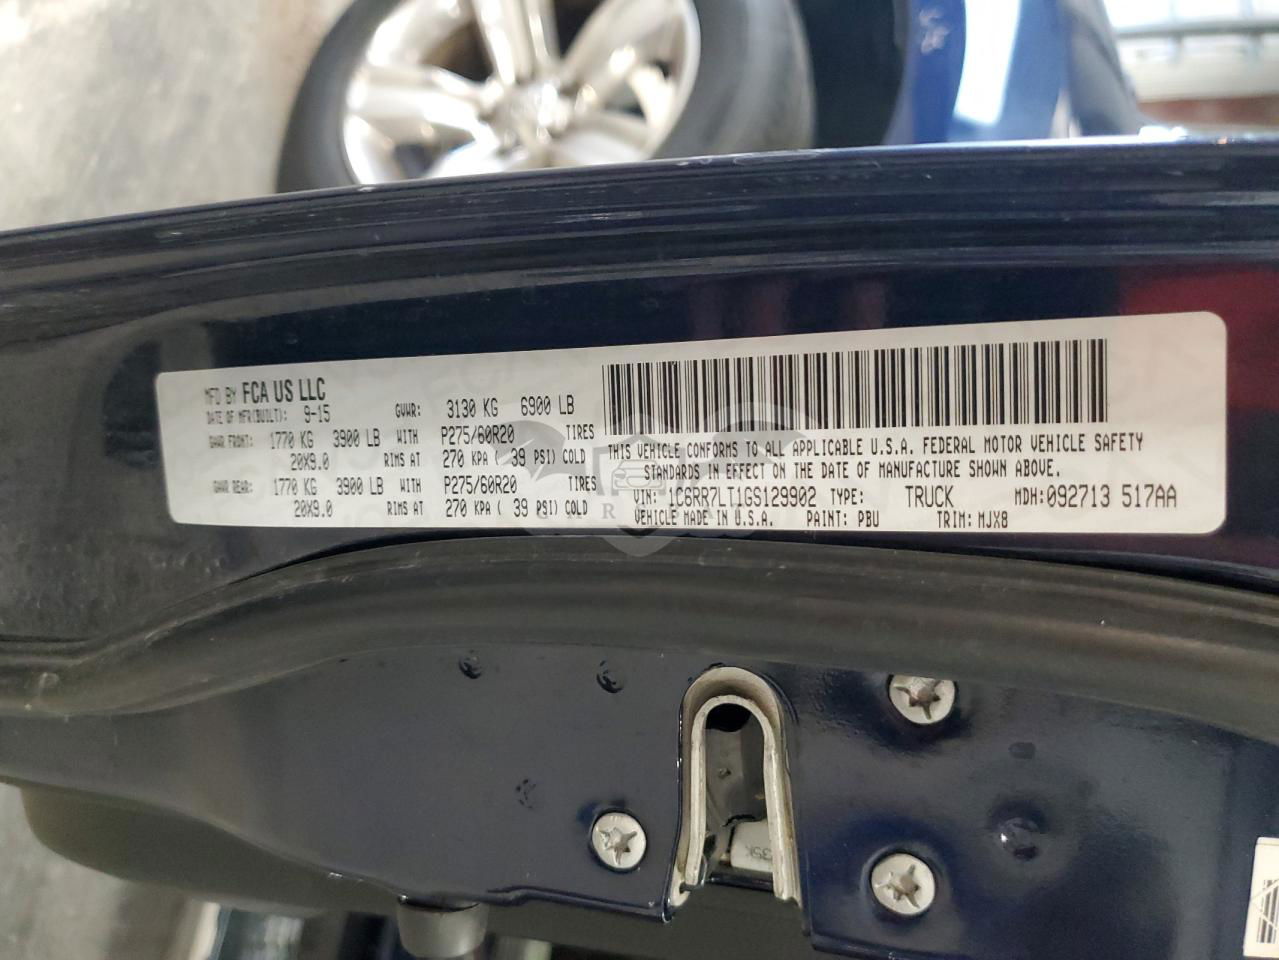 MFD BY FCA US LLC
DATE OF MFR(BUILT): 9-15 GVWR: 3130 KG 6900 LB
GAWR FRONT: 1770 KG 3900 LB WITH P275/60R20 TIRES
20X9.0 RIMS AT 270 KPA ( 39 PSI) COLD
GAWR REAR: 1770 KG 3900 LB WITH P275/60R20 TIRES
20X9.0 RIMS AT 270 KPA ( 39 PSI) COLD
THIS VEHICLE CONFORMS TO ALL APPLICABLE U.S.A. FEDERAL MOTOR VEHICLE SAFETY
STANDARDS IN EFFECT ON THE DATE OF MANUFACTURE SHOWN ABOVE.
VIN: 1C6RR7LT1GS129902 TYPE: TRUCK MDH: 092713 517AA
VEHICLE MADE IN U.S.A. PAINT: PBU TRIM: MJX8